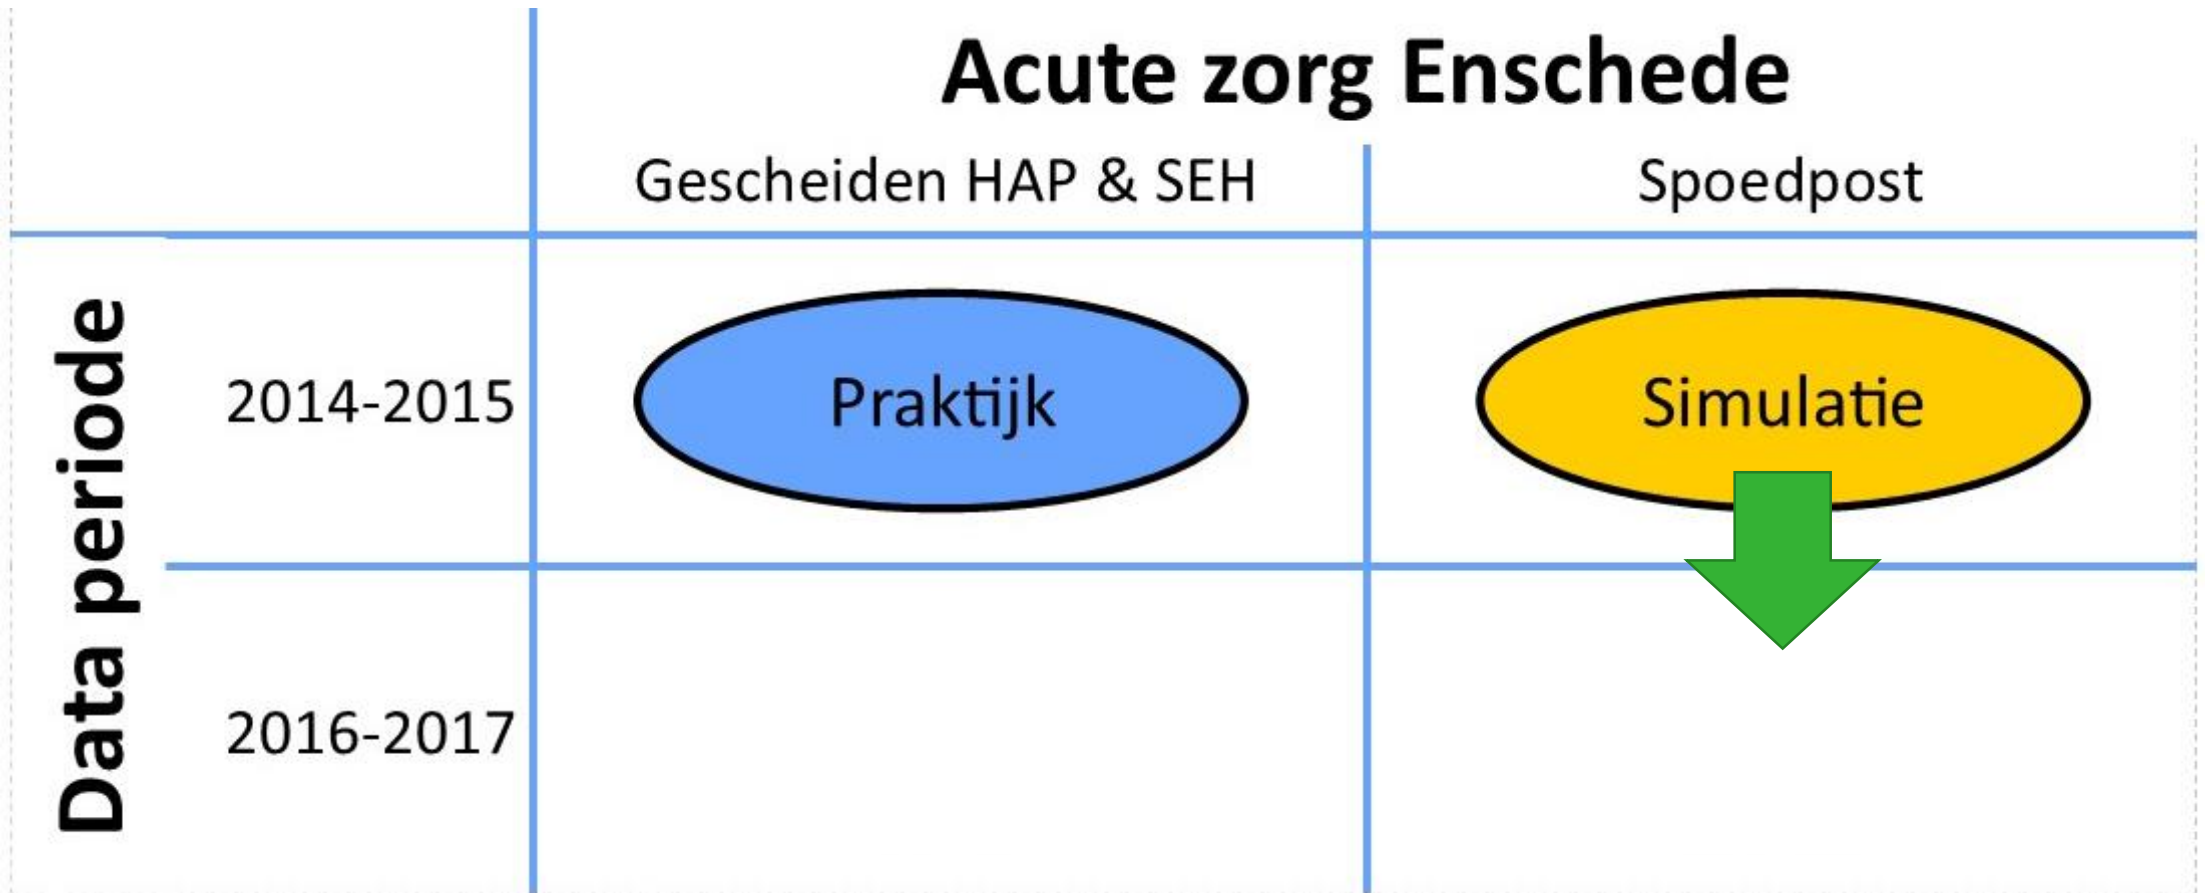 Acute zorg Enschede
Gescheiden HAP & SEH
Spoedpost
Data periode
2014-2015
Praktijk
Simulatie
2016-2017